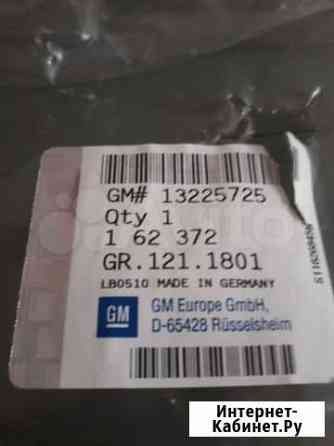 GM# 13225725
Qty 1
1 62 372
GR.121.1801
LB0510 MADE IN GERMANY
GM
GM Europe GmbH,
D-65428 Rüsselsheim
Интернет-
Кабинет.Ру